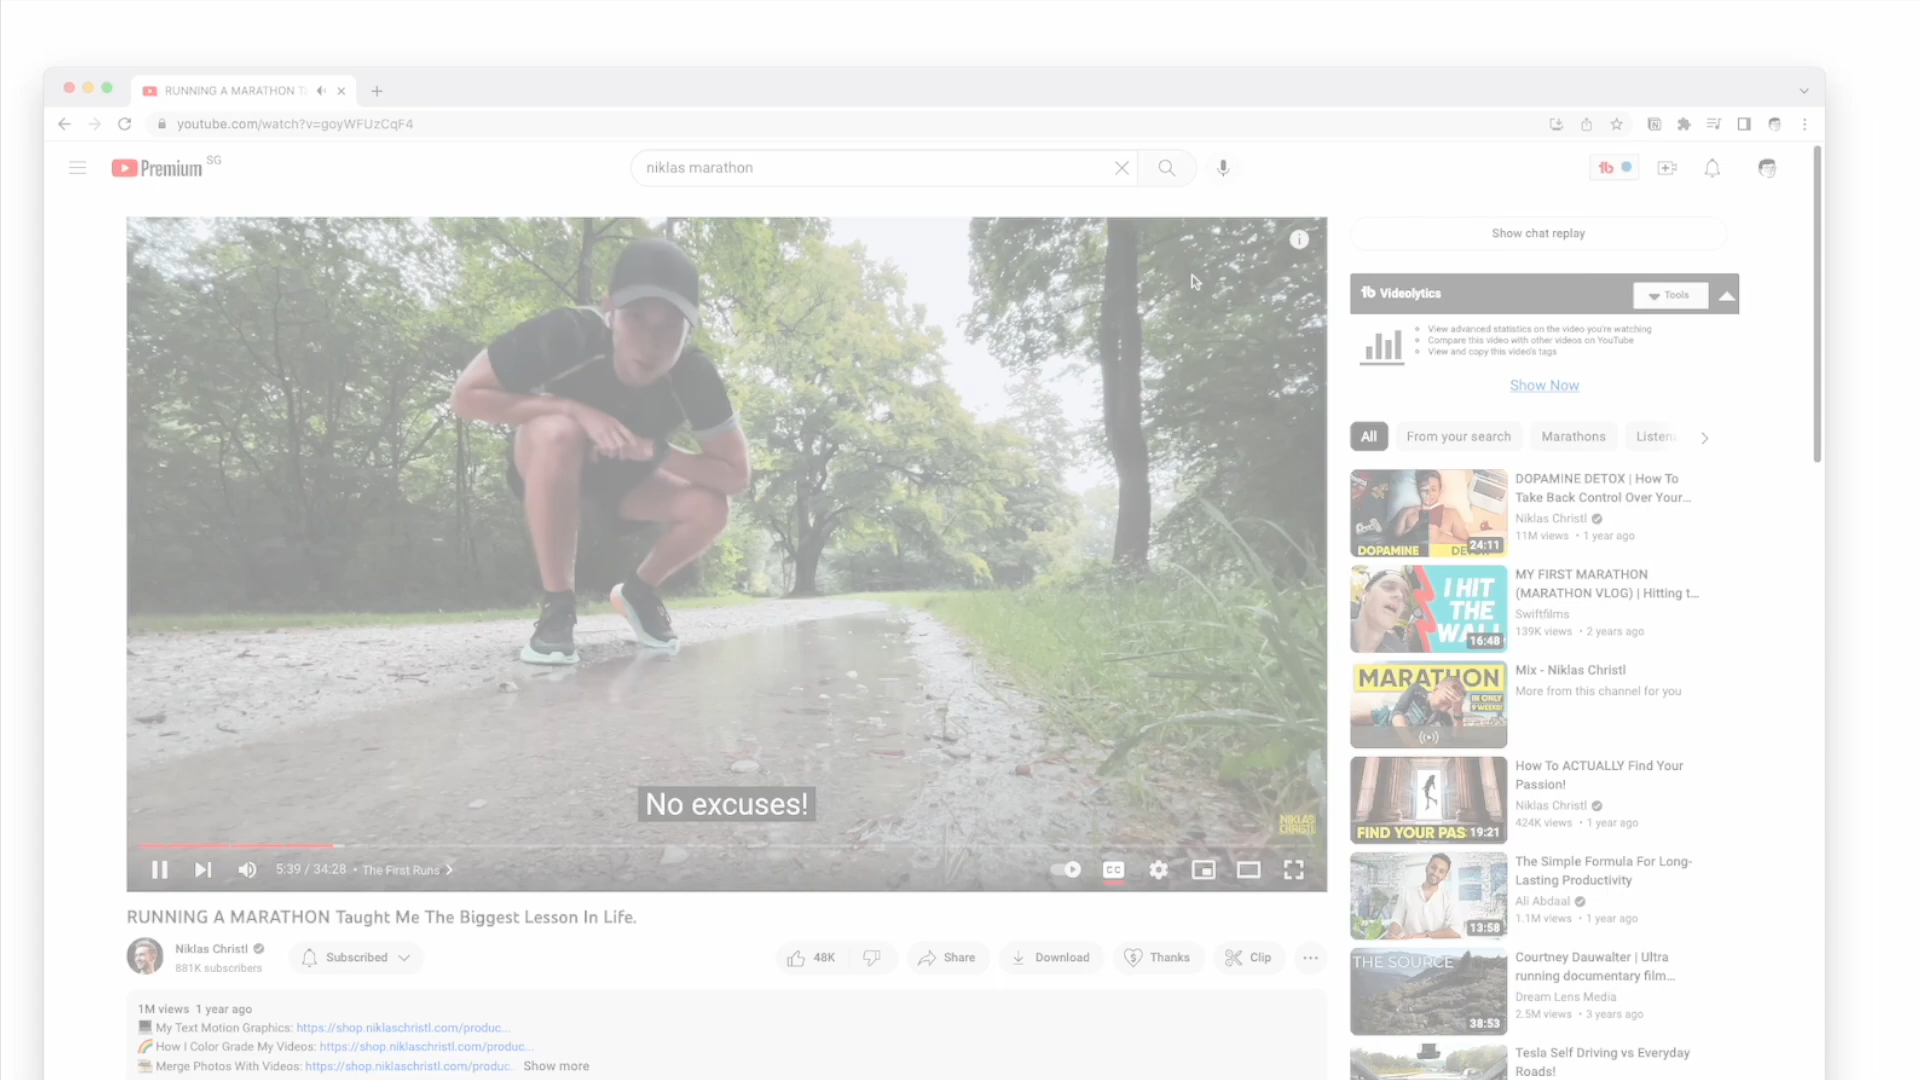 RUNNING A MARATHON T
youtube.com/watch?v=goyWFUzCqF4
Premium SG
niklas marathon
Show chat replay
Videolytics
Tools
View advanced statistics on the video you're watching
Compare this video with other videos on YouTube
View and copy this video's tags
Show Now
All From your search Marathons Listen
No excuses!
NIKLAS
CHRISTL
5:39 / 34:28 • The First Runs
CC
RUNNING A MARATHON Taught Me The Biggest Lesson In Life.
Niklas Christl
881K subscribers
Subscribed
48K Share Download Thanks Clip
1M views 1 year ago
My Text Motion Graphics: https://shop.niklaschristl.com/produc...
How I Color Grade My Videos: https://shop.niklaschristl.com/produc...
Merge Photos With Videos: https://shop.niklaschristl.com/produc... Show more
DOPAMINE
24:11
DOPAMINE DETOX | How To
Take Back Control Over Your...
Niklas Christl
11M views • 1 year ago
I HIT
THE
WALL
16:48
MY FIRST MARATHON
(MARATHON VLOG) | Hitting t...
Swiftfilms
139K views • 2 years ago
MARATHON
IN ONLY
9 WEEKS!
Mix - Niklas Christl
More from this channel for you
FIND YOUR PAS
19:21
How To ACTUALLY Find Your
Passion!
Niklas Christl
424K views • 1 year ago
13:58
The Simple Formula For Long-
Lasting Productivity
Ali Abdaal
1.1M views • 1 year ago
THE SOURCE
38:53
Courtney Dauwalter | Ultra
running documentary film...
Dream Lens Media
2.5M views • 3 years ago
Tesla Self Driving vs Everyday
Roads!